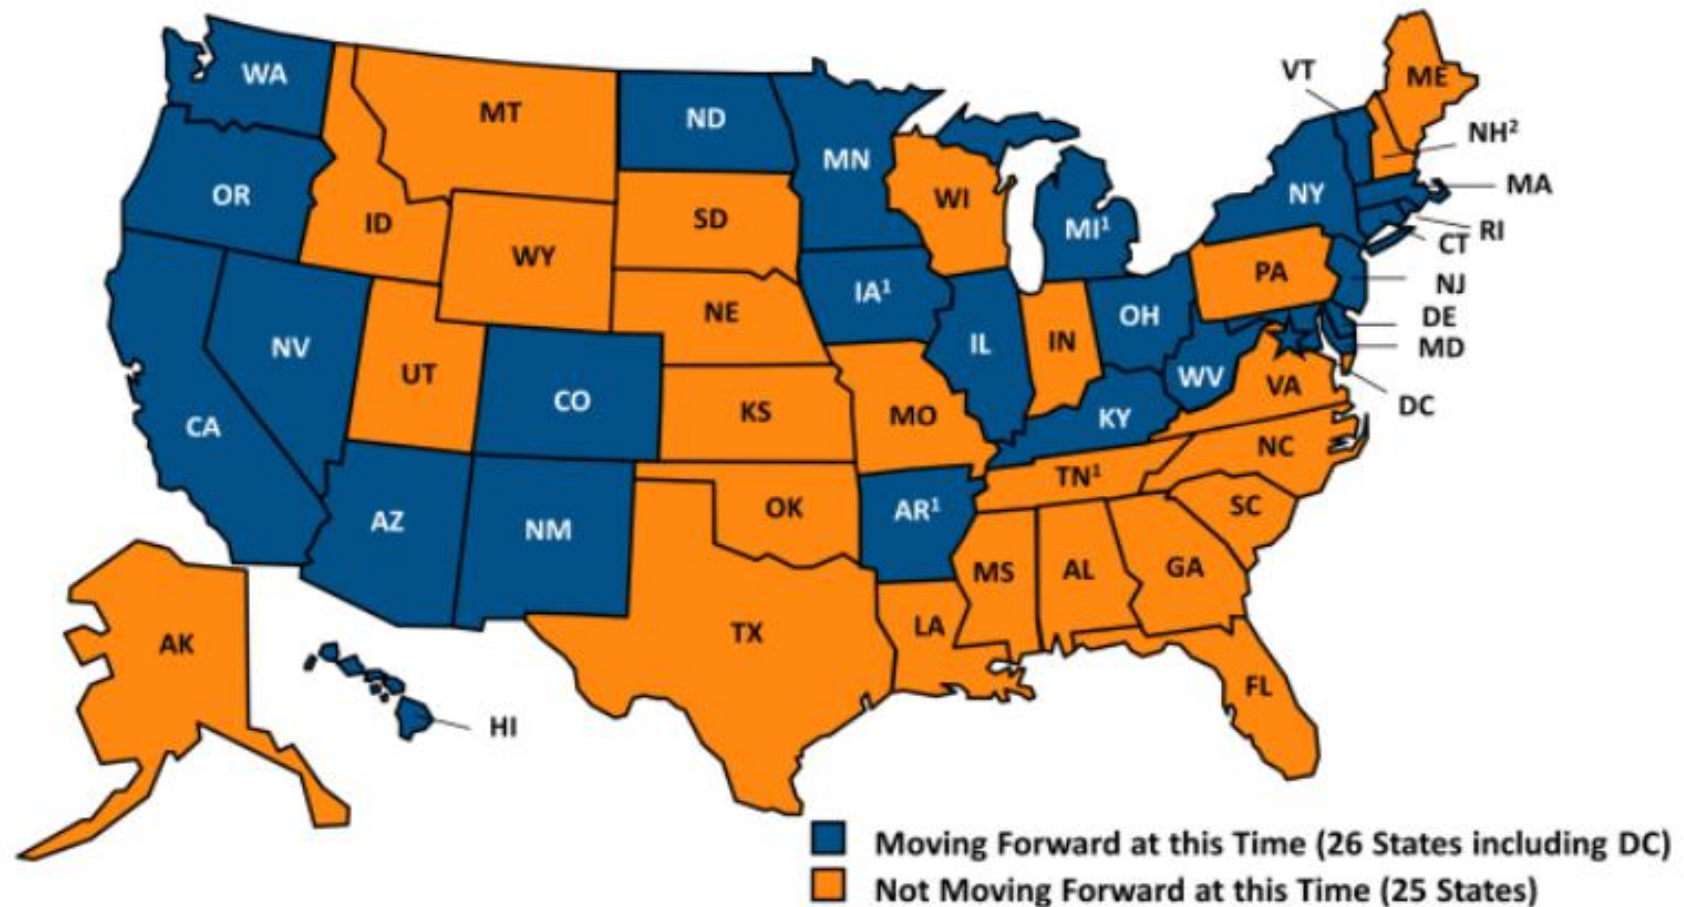 WA
MT
ND
MN
VT
ME
NH²
MA
NY
OR
ID
SD
WI
MI¹
RI
CT
WY
PA
NJ
IA¹
NE
OH
DE
NV
IL
IN
MD
UT
WV
VA
CO
KS
MO
KY
DC
CA
NC
TN¹
AZ
NM
OK
AR¹
SC
MS
AL
GA
AK
TX
LA
FL
HI
Moving Forward at this Time (26 States including DC)
Not Moving Forward at this Time (25 States)